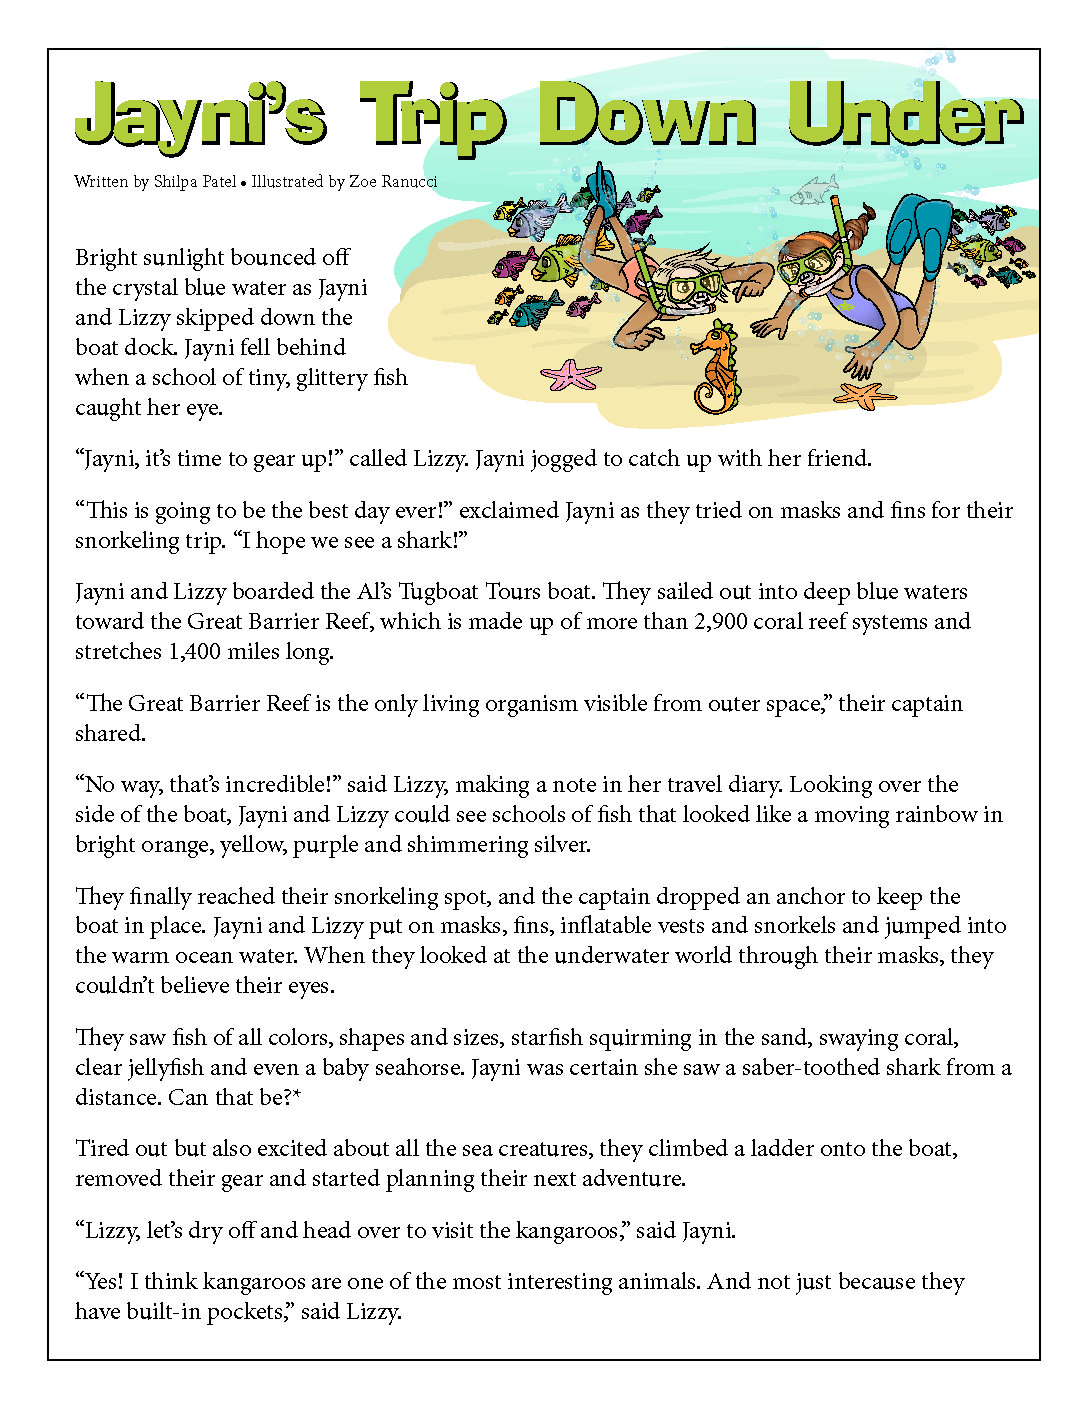 Jayni’s Trip Down Under
Written by Shilpa Patel • Illustrated by Zoe Ranucci
Bright sunlight bounced off
the crystal blue water as Jayni
and Lizzy skipped down the
boat dock. Jayni fell behind
when a school of tiny, glittery fish
caught her eye.
“Jayni, it’s time to gear up!” called Lizzy. Jayni jogged to catch up with her friend.
“This is going to be the best day ever!” exclaimed Jayni as they tried on masks and fins for their
snorkeling trip. “I hope we see a shark!”
Jayni and Lizzy boarded the Al’s Tugboat Tours boat. They sailed out into deep blue waters
toward the Great Barrier Reef, which is made up of more than 2,900 coral reef systems and
stretches 1,400 miles long.
“The Great Barrier Reef is the only living organism visible from outer space,” their captain
shared.
“No way, that’s incredible!” said Lizzy, making a note in her travel diary. Looking over the
side of the boat, Jayni and Lizzy could see schools of fish that looked like a moving rainbow in
bright orange, yellow, purple and shimmering silver.
They finally reached their snorkeling spot, and the captain dropped an anchor to keep the
boat in place. Jayni and Lizzy put on masks, fins, inflatable vests and snorkels and jumped into
the warm ocean water. When they looked at the underwater world through their masks, they
couldn’t believe their eyes.
They saw fish of all colors, shapes and sizes, starfish squirming in the sand, swaying coral,
clear jellyfish and even a baby seahorse. Jayni was certain she saw a saber-toothed shark from a
distance. Can that be?*
Tired out but also excited about all the sea creatures, they climbed a ladder onto the boat,
removed their gear and started planning their next adventure.
“Lizzy, let’s dry off and head over to visit the kangaroos,” said Jayni.
“Yes! I think kangaroos are one of the most interesting animals. And not just because they
have built-in pockets,” said Lizzy.